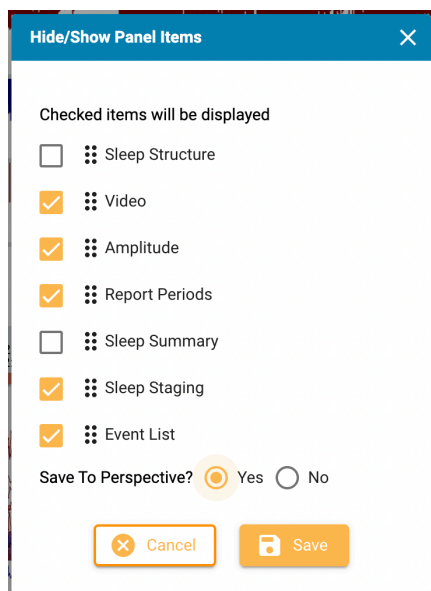 Hide/Show Panel Items
Checked items will be displayed
Sleep Structure
Video
Amplitude
Report Periods
Sleep Summary
Sleep Staging
Event List
Save To Perspective? Yes No
Cancel Save